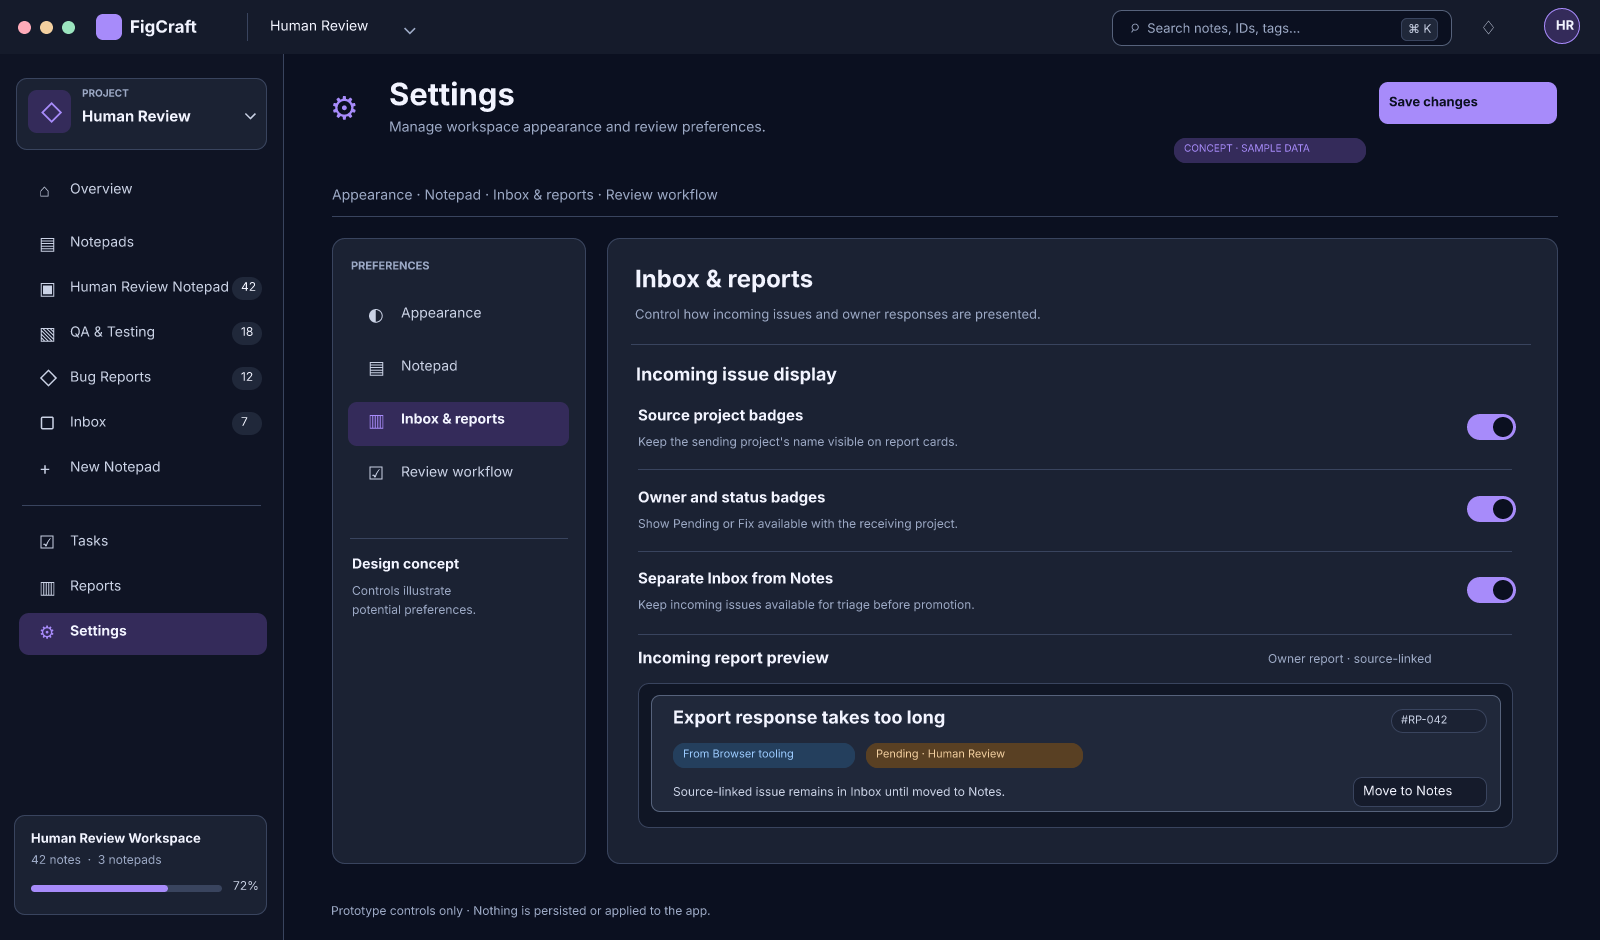 FigCraft
Human Review
Search notes, IDs, tags...
⌘ K
HR
PROJECT
Human Review
Overview
Notepads
Human Review Notepad 42
QA & Testing 18
Bug Reports 12
Inbox 7
+ New Notepad
Tasks
Reports
Settings
Human Review Workspace
42 notes · 3 notepads
72%
Settings
Manage workspace appearance and review preferences.
Save changes
CONCEPT · SAMPLE DATA
Appearance · Notepad · Inbox & reports · Review workflow
PREFERENCES
Appearance
Notepad
Inbox & reports
Review workflow
Design concept
Controls illustrate
potential preferences.
Inbox & reports
Control how incoming issues and owner responses are presented.
Incoming issue display
Source project badges
Keep the sending project's name visible on report cards.
Owner and status badges
Show Pending or Fix available with the receiving project.
Separate Inbox from Notes
Keep incoming issues available for triage before promotion.
Incoming report preview
Owner report · source-linked
Export response takes too long
#RP-042
From Browser tooling
Pending · Human Review
Source-linked issue remains in Inbox until moved to Notes.
Move to Notes
Prototype controls only · Nothing is persisted or applied to the app.